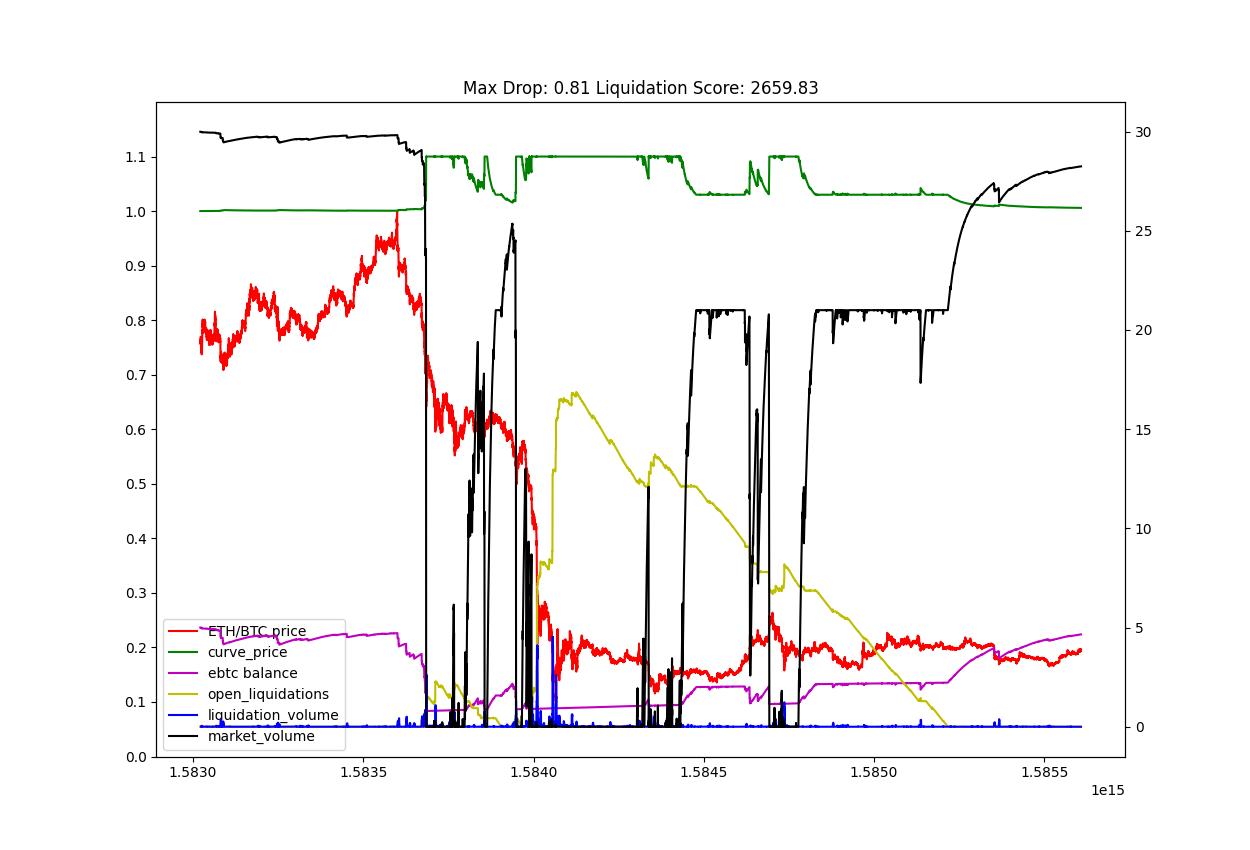 Max Drop: 0.81 Liquidation Score: 2659.83
1.1
1.0
0.9
0.8
0.7
0.6
0.5
0.4
0.3
0.2
0.1
0.0
30
25
20
15
10
5
0
ETH/BTC price
curve_price
ebtc balance
open_liquidations
liquidation_volume
market_volume
1.5830 1.5835 1.5840 1.5845 1.5850 1.5855
1e15